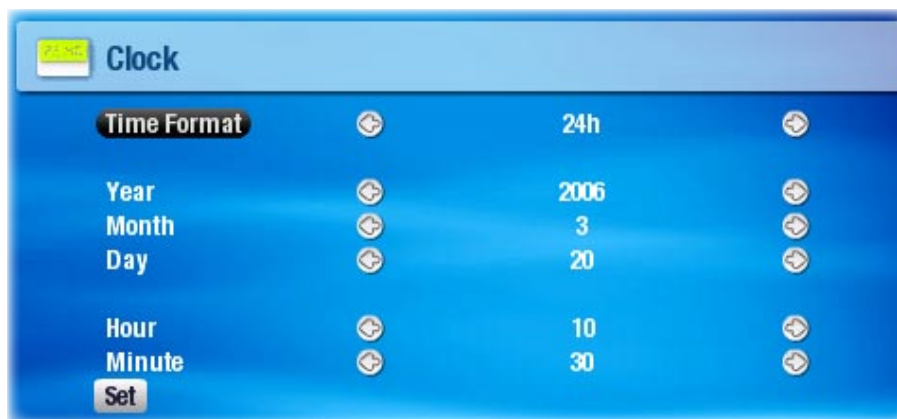 Clock
Time Format 24h
Year 2006
Month 3
Day 20
Hour 10
Minute 30
Set